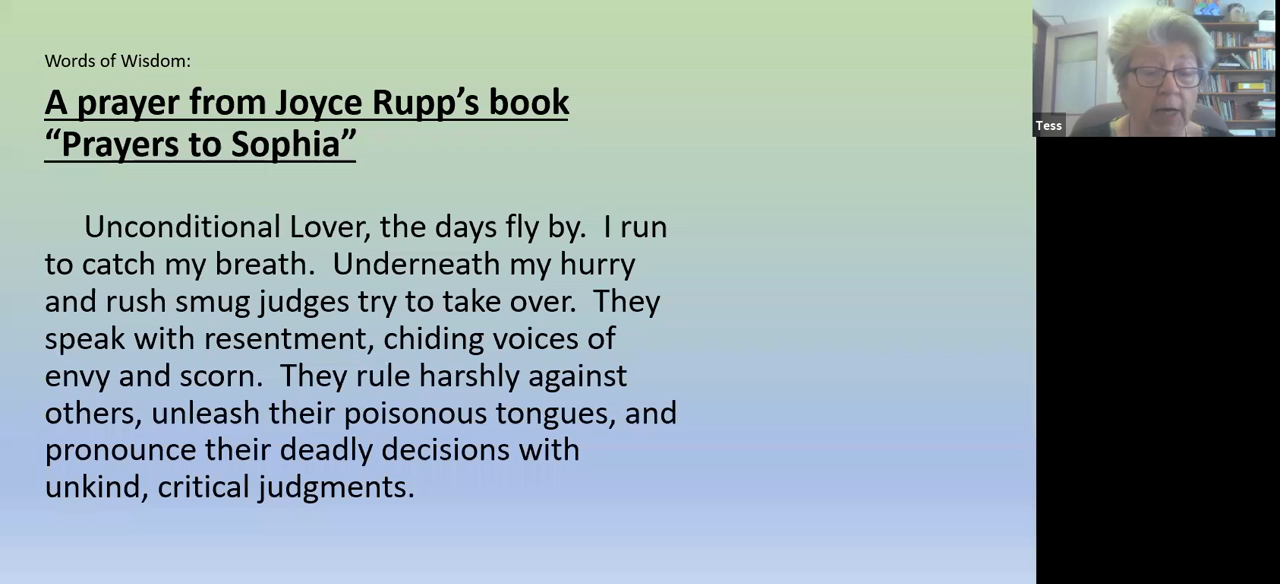 Words of Wisdom:
A prayer from Joyce Rupp’s book
“Prayers to Sophia”
Unconditional Lover, the days fly by.  I run
to catch my breath.  Underneath my hurry
and rush smug judges try to take over.  They
speak with resentment, chiding voices of
envy and scorn.  They rule harshly against
others, unleash their poisonous tongues, and
pronounce their deadly decisions with
unkind, critical judgments.
Tess